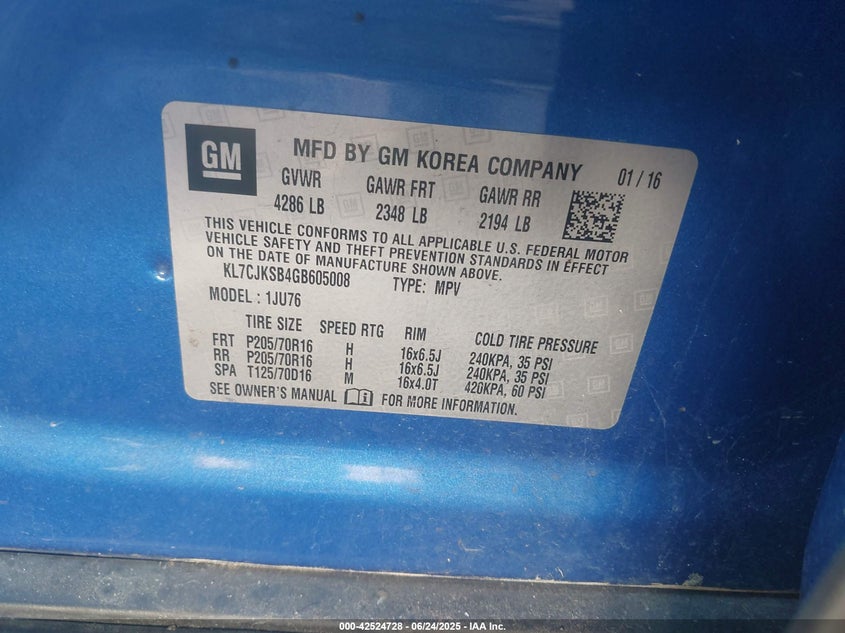 GM
MFD BY GM KOREA COMPANY 01 / 16
GVWR GAWR FRT GAWR RR
4286 LB 2348 LB 2194 LB
THIS VEHICLE CONFORMS TO ALL APPLICABLE U.S. FEDERAL MOTOR
VEHICLE SAFETY AND THEFT PREVENTION STANDARDS IN EFFECT
ON THE DATE OF MANUFACTURE SHOWN ABOVE.
KL7CJKSB4GB605008 TYPE: MPV
MODEL : 1JU76
TIRE SIZE SPEED RTG RIM COLD TIRE PRESSURE
FRT P205/70R16 H 16x6.5J 240KPA, 35 PSI
RR P205/70R16 H 16x6.5J 240KPA, 35 PSI
SPA T125/70D16 M 16x4.0T 420KPA, 60 PSI
SEE OWNER'S MANUAL FOR MORE INFORMATION.
000-42524728 - 06/24/2025 - IAA Inc.